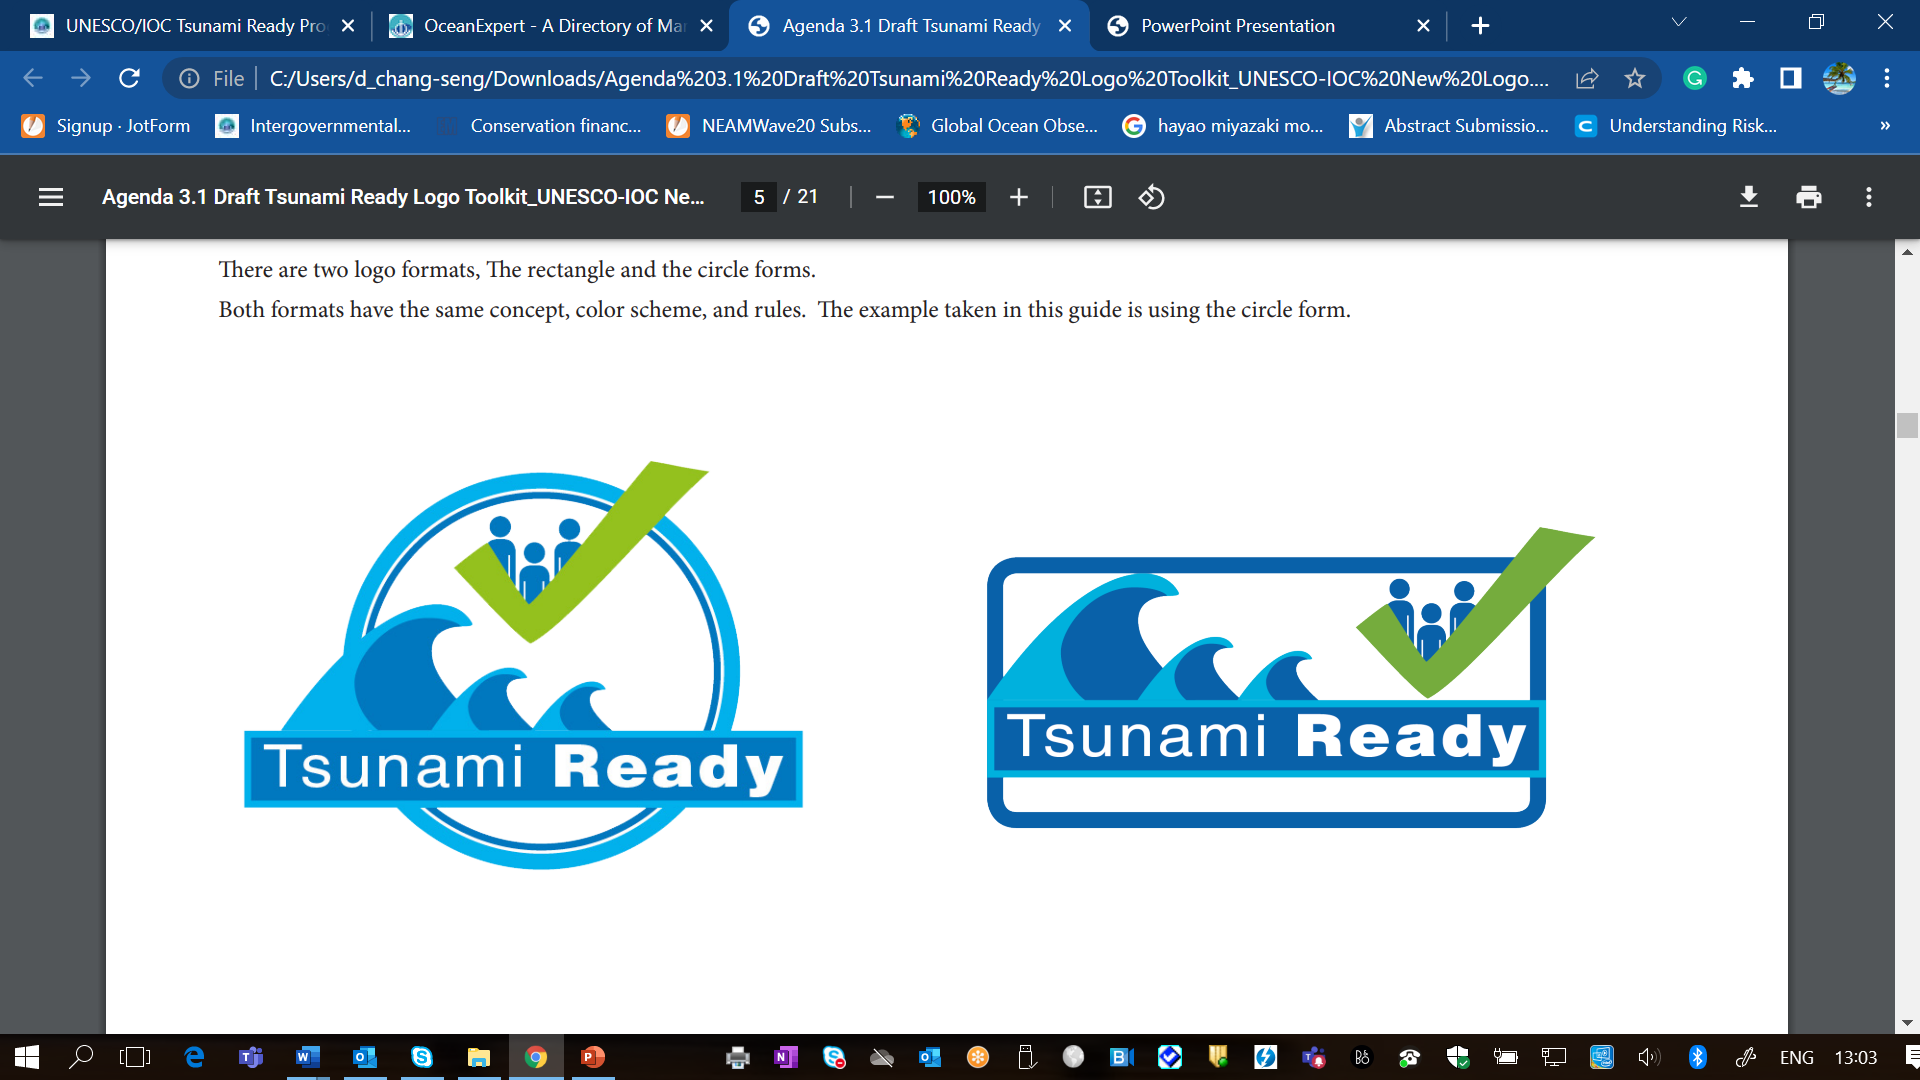 UNESCO/IOC Tsunami Ready Pro
OceanExpert - A Directory of Mar
Agenda 3.1 Draft Tsunami Ready
PowerPoint Presentation
File
C:/Users/d_chang-seng/Downloads/Agenda%203.1%20Draft%20Tsunami%20Ready%20Logo%20Toolkit_UNESCO-IOC%20New%20Logo....
Signup · JotForm
Intergovernmental...
Conservation financ...
NEAMWave20 Subs...
Global Ocean Obse...
hayao miyazaki mo...
Abstract Submissio...
Understanding Risk...
»
Agenda 3.1 Draft Tsunami Ready Logo Toolkit_UNESCO-IOC Ne...
5 / 21
100%
There are two logo formats, The rectangle and the circle forms.
Both formats have the same concept, color scheme, and rules. The example taken in this guide is using the circle form.
Tsunami Ready
Tsunami Ready
ENG
13:03